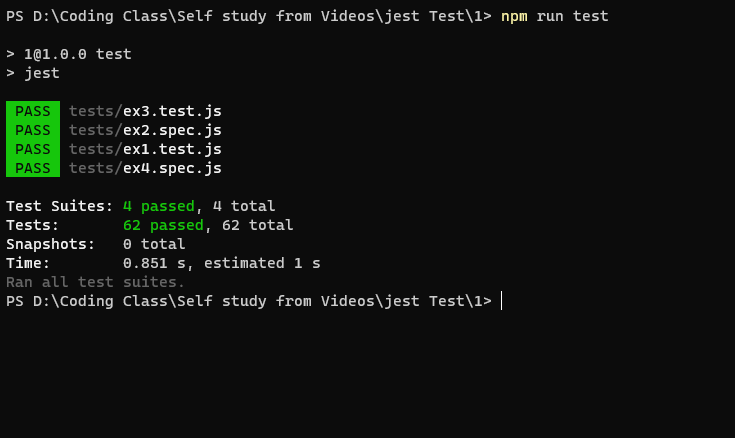 PS D:\Coding Class\Self study from Videos\jest Test\1> npm run test
> 1@1.0.0 test
> jest
PASS tests/ex3.test.js
PASS tests/ex2.spec.js
PASS tests/ex1.test.js
PASS tests/ex4.spec.js
Test Suites: 4 passed, 4 total
Tests: 62 passed, 62 total
Snapshots: 0 total
Time: 0.851 s, estimated 1 s
Ran all test suites.
PS D:\Coding Class\Self study from Videos\jest Test\1>